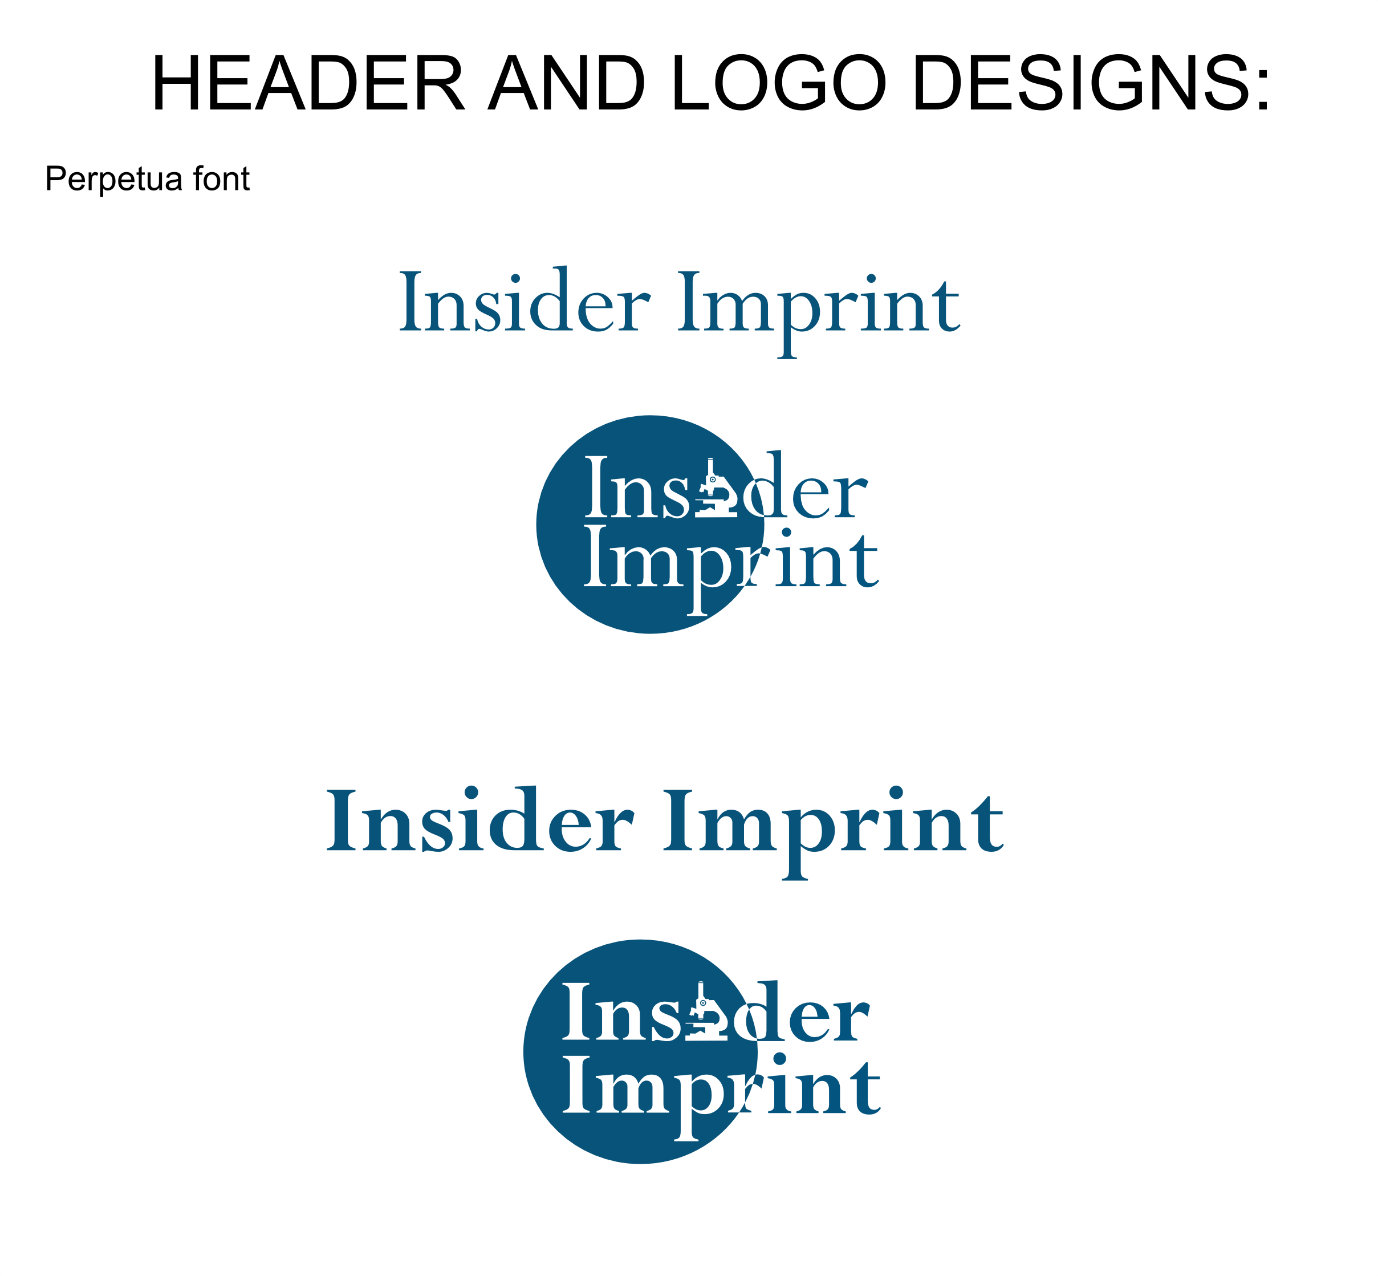 HEADER AND LOGO DESIGNS:
Perpetua font
Insider Imprint
Insider
Imprint
Insider Imprint
Insider
Imprint